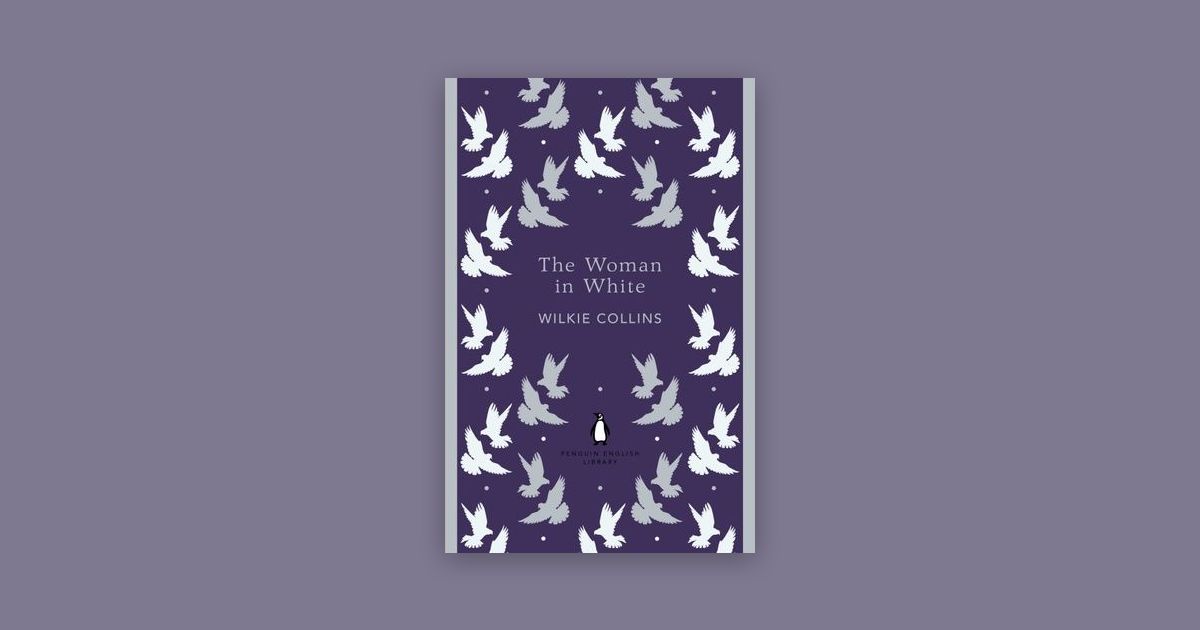 The Woman
in White
WILKIE COLLINS
PENGUIN ENGLISH
LIBRARY